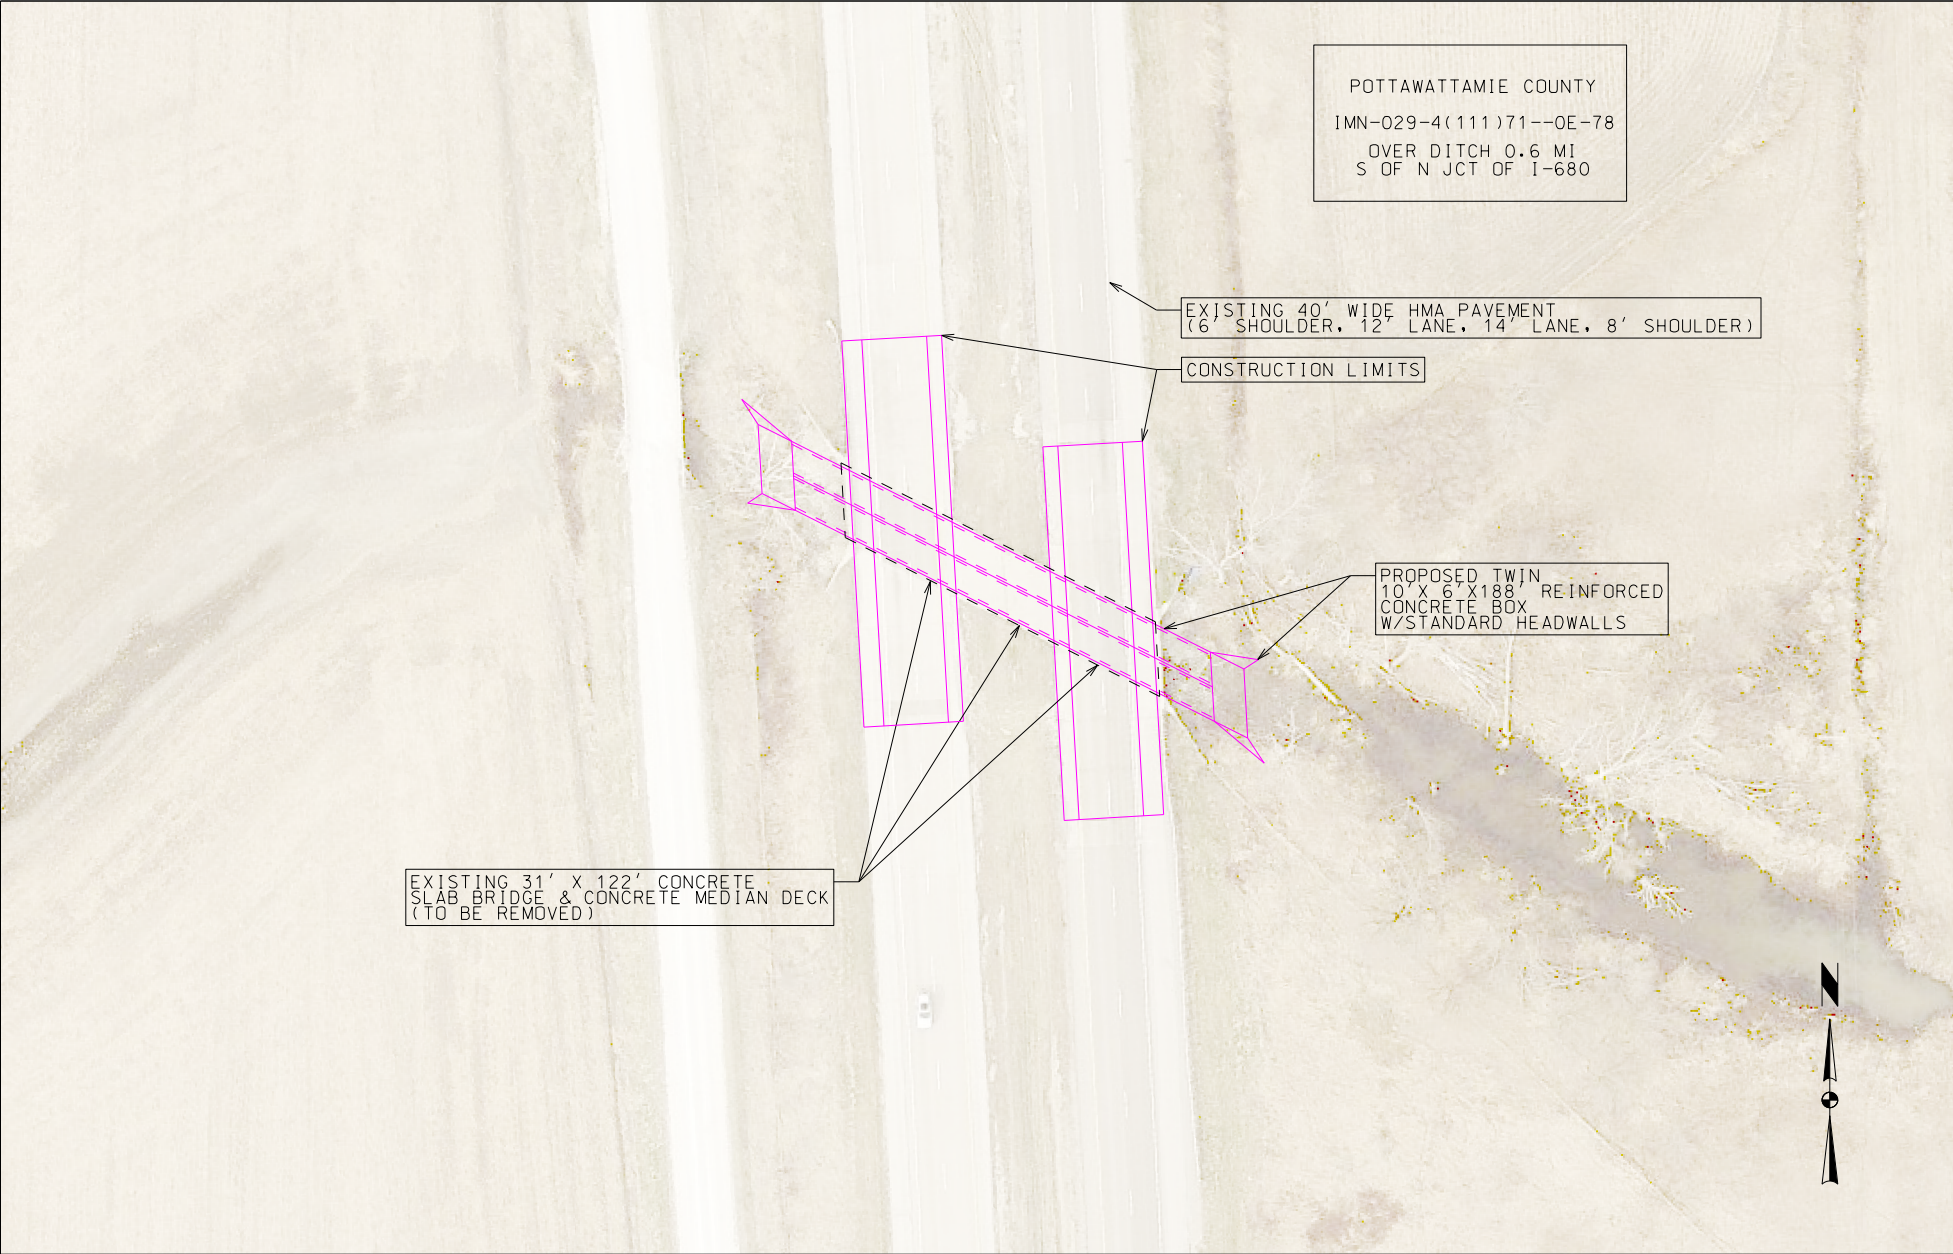 POTTAWATTAMIE COUNTY
IMN-029-4(111)71--0E-78
OVER DITCH 0.6 MI
S OF N JCT OF I-680
EXISTING 40' WIDE HMA PAVEMENT
(6' SHOULDER, 12' LANE, 14' LANE, 8' SHOULDER)
CONSTRUCTION LIMITS
PROPOSED TWIN
10'X 6'X188' REINFORCED
CONCRETE BOX
W/STANDARD HEADWALLS
EXISTING 31' X 122' CONCRETE
SLAB BRIDGE & CONCRETE MEDIAN DECK
(TO BE REMOVED)
N